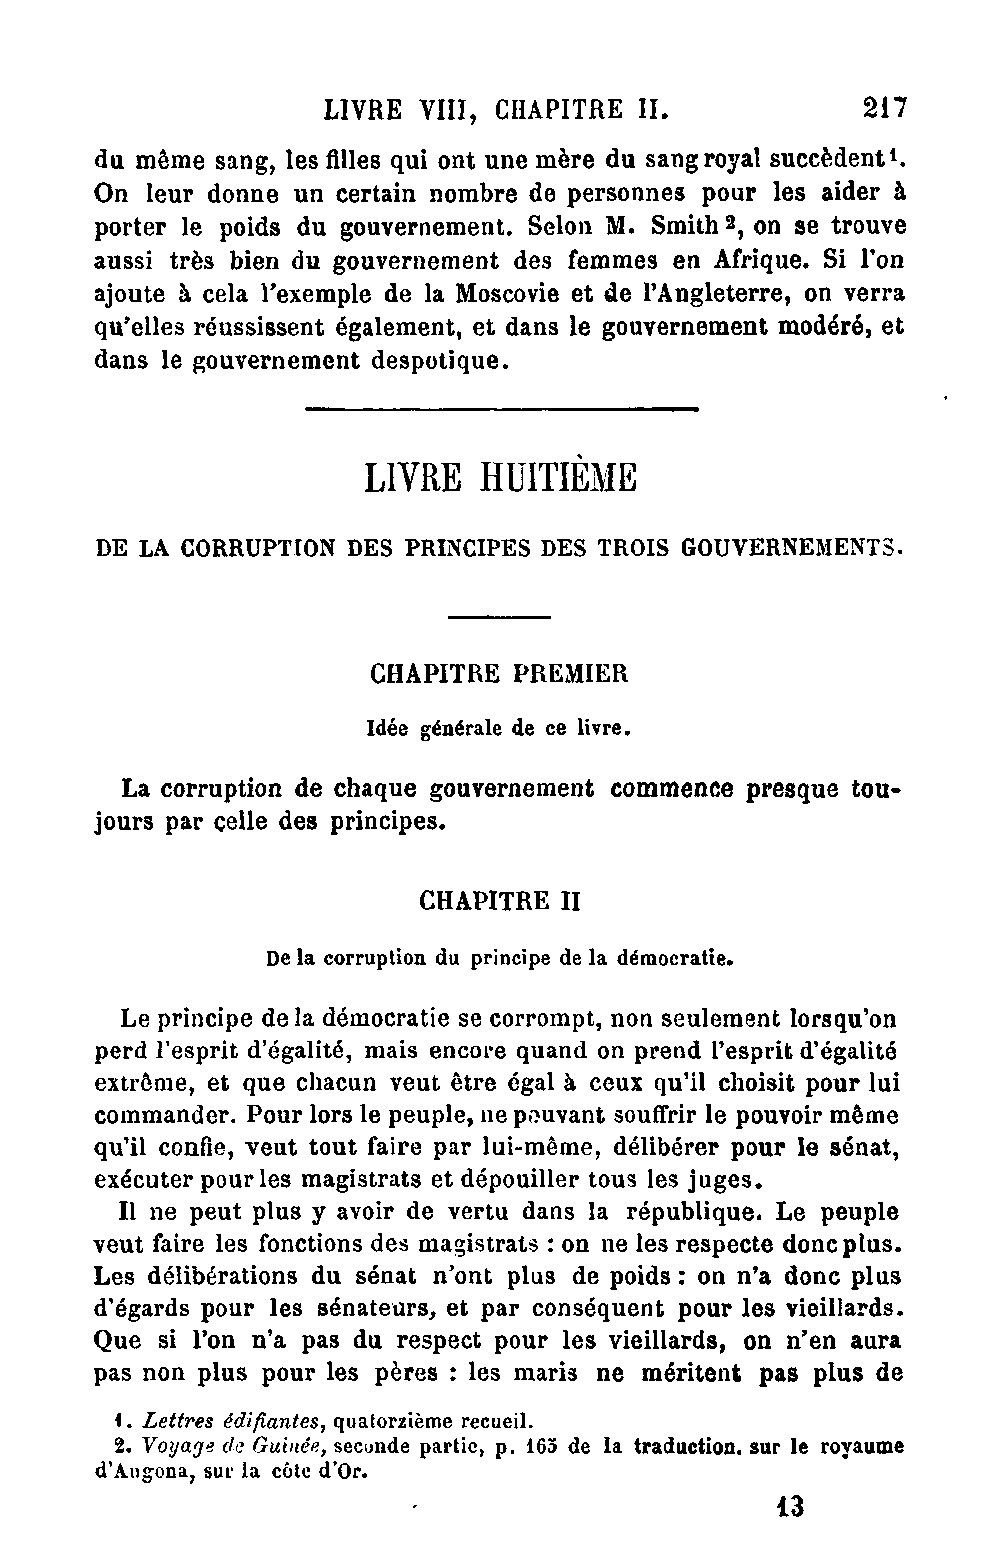 LIVRE VIII, CHAPITRE II. 217
du même sang, les filles qui ont une mère du sang royal succèdent¹.
On leur donne un certain nombre de personnes pour les aider à
porter le poids du gouvernement. Selon M. Smith², on se trouve
aussi très bien du gouvernement des femmes en Afrique. Si l'on
ajoute à cela l'exemple de la Moscovie et de l'Angleterre, on verra
qu'elles réussissent également, et dans le gouvernement modéré, et
dans le gouvernement despotique.
LIVRE HUITIÈME
DE LA CORRUPTION DES PRINCIPES DES TROIS GOUVERNEMENTS.
CHAPITRE PREMIER
Idée générale de ce livre.
La corruption de chaque gouvernement commence presque tou-
jours par celle des principes.
CHAPITRE II
De la corruption du principe de la démocratie.
Le principe de la démocratie se corrompt, non seulement lorsqu'on
perd l'esprit d'égalité, mais encore quand on prend l'esprit d'égalité
extrême, et que chacun veut être égal à ceux qu'il choisit pour lui
commander. Pour lors le peuple, ne pouvant souffrir le pouvoir même
qu'il confie, veut tout faire par lui-même, délibérer pour le sénat,
exécuter pour les magistrats et dépouiller tous les juges.
Il ne peut plus y avoir de vertu dans la république. Le peuple
veut faire les fonctions des magistrats : on ne les respecte donc plus.
Les délibérations du sénat n'ont plus de poids : on n'a donc plus
d'égards pour les sénateurs, et par conséquent pour les vieillards.
Que si l'on n'a pas du respect pour les vieillards, on n'en aura
pas non plus pour les pères : les maris ne méritent pas plus de
1. Lettres édifiantes, quatorzième recueil.
2. Voyage de Guinée, seconde partie, p. 165 de la traduction. sur le royaume
d'Angona, sur la côte d'Or.
13